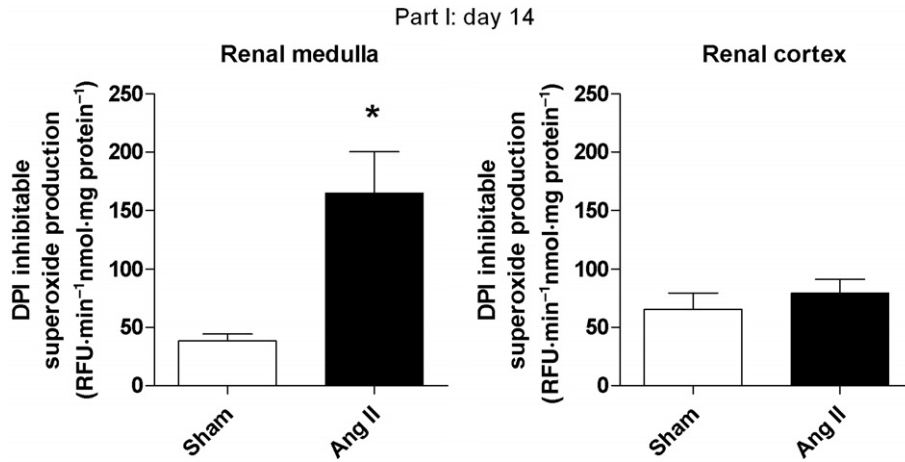 Part I: day 14
Renal medulla
DPI inhibitable
superoxide production
(RFU·min⁻¹nmol·mg protein⁻¹)
250
200
150
100
50
0
*
Sham
Ang II
Renal cortex
DPI inhibitable
superoxide production
(RFU·min⁻¹nmol·mg protein⁻¹)
250
200
150
100
50
0
Sham
Ang II